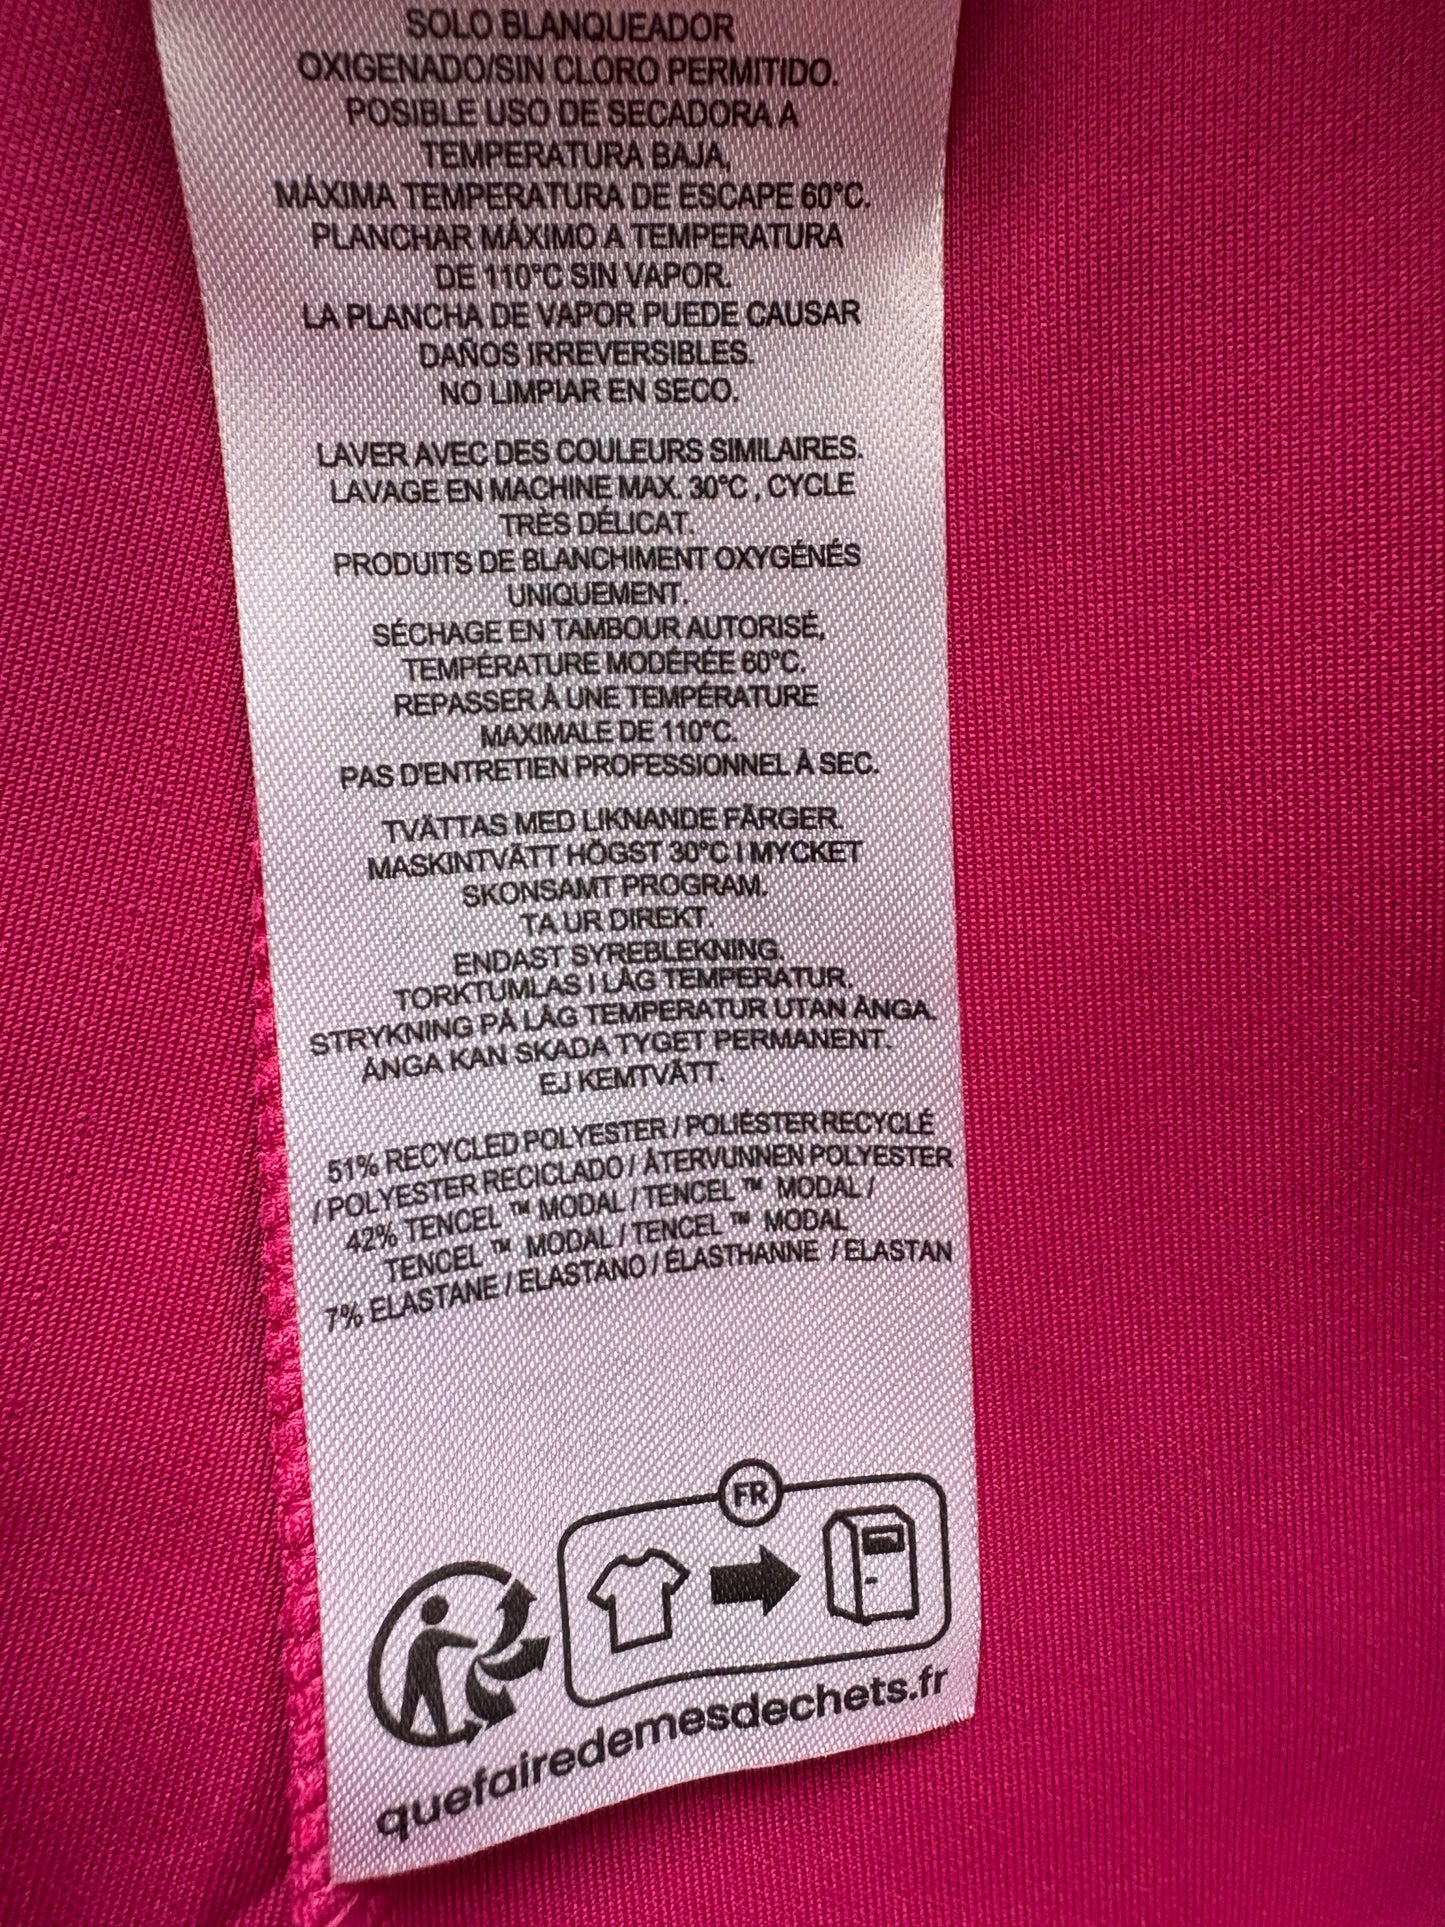 SOLO BLANQUEADOR
OXIGENADO/SIN CLORO PERMITIDO.
POSIBLE USO DE SECADORA A
TEMPERATURA BAJA,
MÁXIMA TEMPERATURA DE ESCAPE 60°C.
PLANCHAR MÁXIMO A TEMPERATURA
DE 110°C SIN VAPOR.
LA PLANCHA DE VAPOR PUEDE CAUSAR
DAÑOS IRREVERSIBLES.
NO LIMPIAR EN SECO.
LAVER AVEC DES COULEURS SIMILAIRES.
LAVAGE EN MACHINE MAX. 30°C , CYCLE
TRÈS DÉLICAT.
PRODUITS DE BLANCHIMENT OXYGÉNÉS
UNIQUEMENT.
SÉCHAGE EN TAMBOUR AUTORISÉ,
TEMPÉRATURE MODÉRÉE 60°C.
REPASSER À UNE TEMPÉRATURE
MAXIMALE DE 110°C.
PAS D'ENTRETIEN PROFESSIONNEL À SEC.
TVÄTTAS MED LIKNANDE FÄRGER.
MASKINTVÄTT HÖGST 30°C I MYCKET
SKONSAMT PROGRAM.
TA UR DIREKT.
ENDAST SYREBLEKNING.
TORKTUMLAS I LÅG TEMPERATUR.
STRYKNING PÅ LÅG TEMPERATUR UTAN ÅNGA.
ÅNGA KAN SKADA TYGET PERMANENT.
EJ KEMTVÄTT.
51% RECYCLED POLYESTER / POLIÉSTER RECYCLÉ
/ POLYESTER RECICLADO / ÅTERVUNNEN POLYESTER
42% TENCEL ™ MODAL / TENCEL ™ MODAL /
TENCEL ™ MODAL / TENCEL ™ MODAL
7% ELASTANE / ELASTANO / ÉLASTHANNE / ELASTAN
FR
quefairedemesdechets.fr